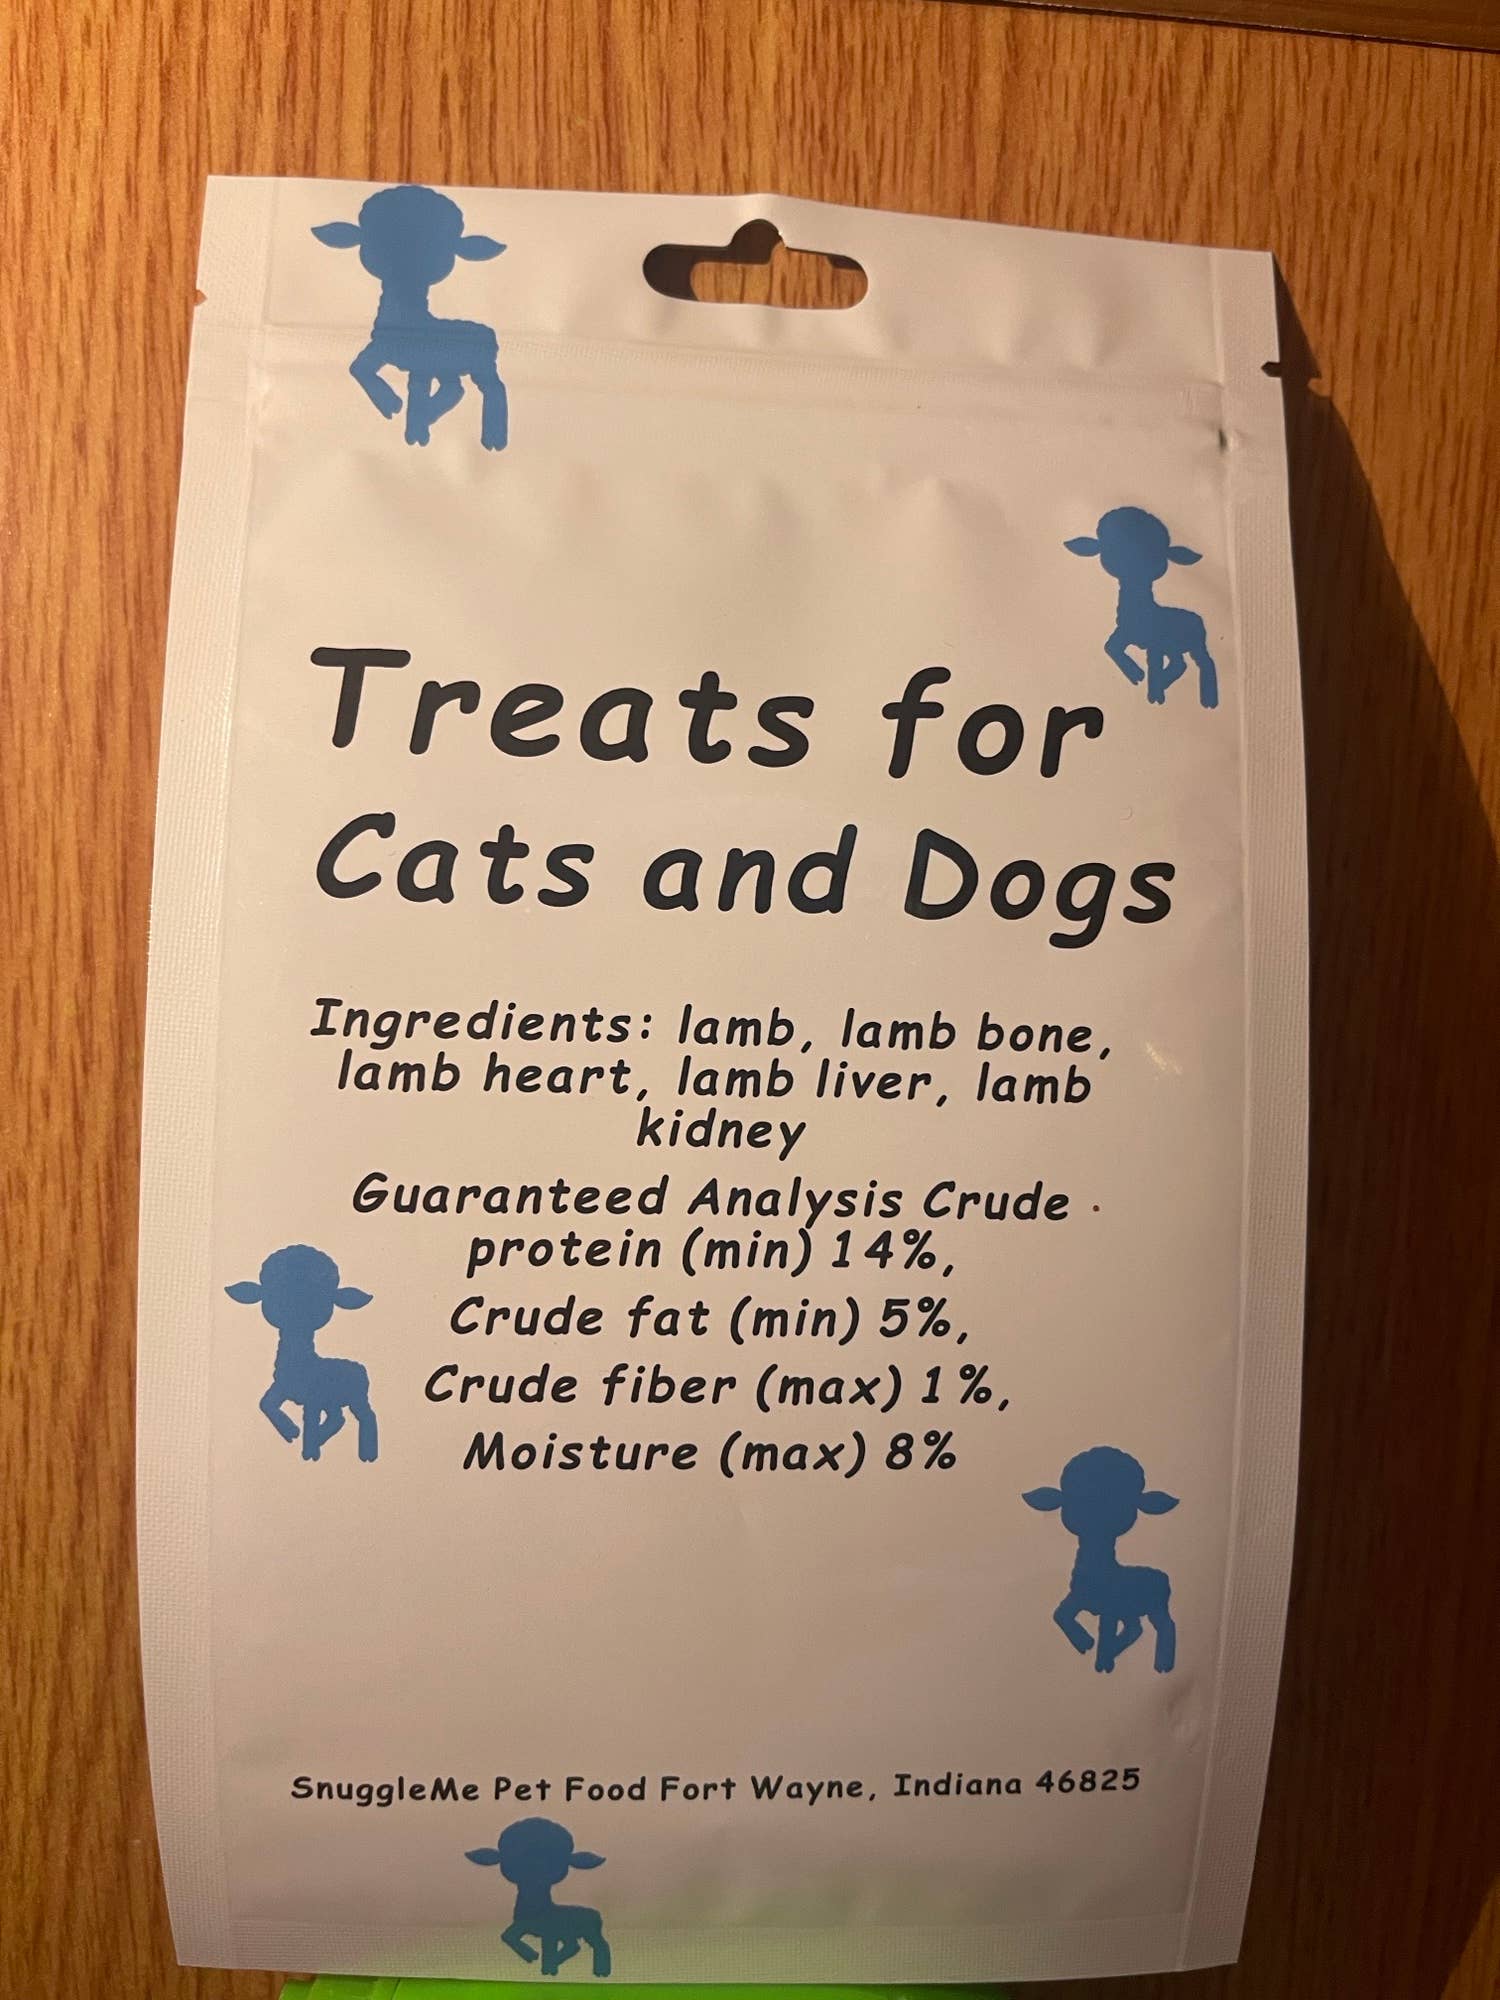 Treats for
Cats and Dogs
Ingredients: lamb, lamb bone,
lamb heart, lamb liver, lamb
kidney
Guaranteed Analysis Crude
protein (min) 14%,
Crude fat (min) 5%,
Crude fiber (max) 1%,
Moisture (max) 8%
SnuggleMe Pet Food Fort Wayne, Indiana 46825